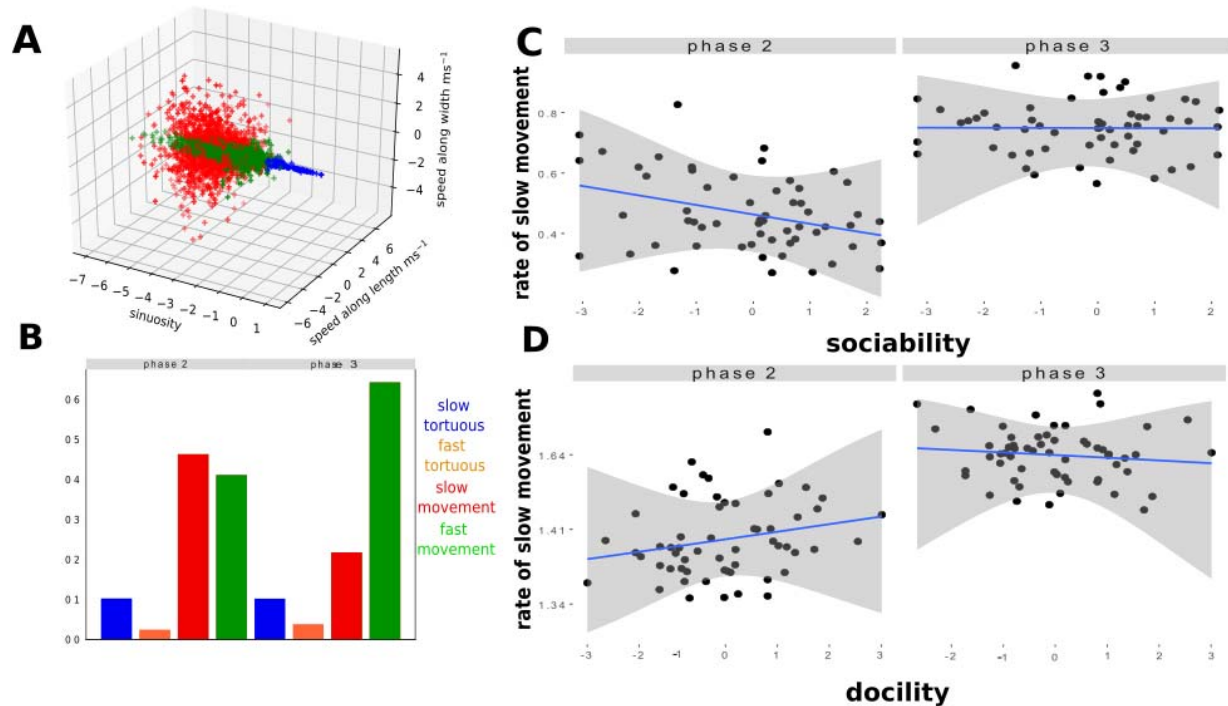 A
4
2
0
−2
−4
speed along width ms⁻¹
6
4
2
0
−2
−4
−6
speed along length ms⁻¹
−7
−6
−5
−4
−3
−2
−1
0
1
sinuosity
B
phase 2
phase 3
0 6
0 5
0 4
0 3
0 2
0 1
0 0
slow
tortuous
fast
tortuous
slow
movement
fast
movement
C
phase 2
phase 3
rate of slow movement
0.8
0.6
0.4
-3 -2 -1 0 1 2
-3 -2 -1 0 1 2
sociability
D
phase 2
phase 3
rate of slow movement
1.64
1.41
1.34
-3 -2 -1 0 1 2 3
-2 -1 0 1 2 3
docility